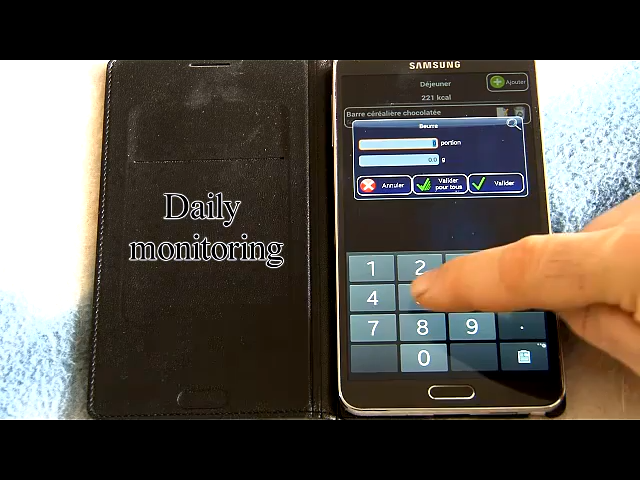 SAMSUNG
Déjeuner
Ajouter
221 kcal
Barre céréalière chocolatée
Beurre
portion
0.0 g
Annuler
Valider
pour tous
Valider
Daily
monitoring
1 2
4
7 8 9 .
0